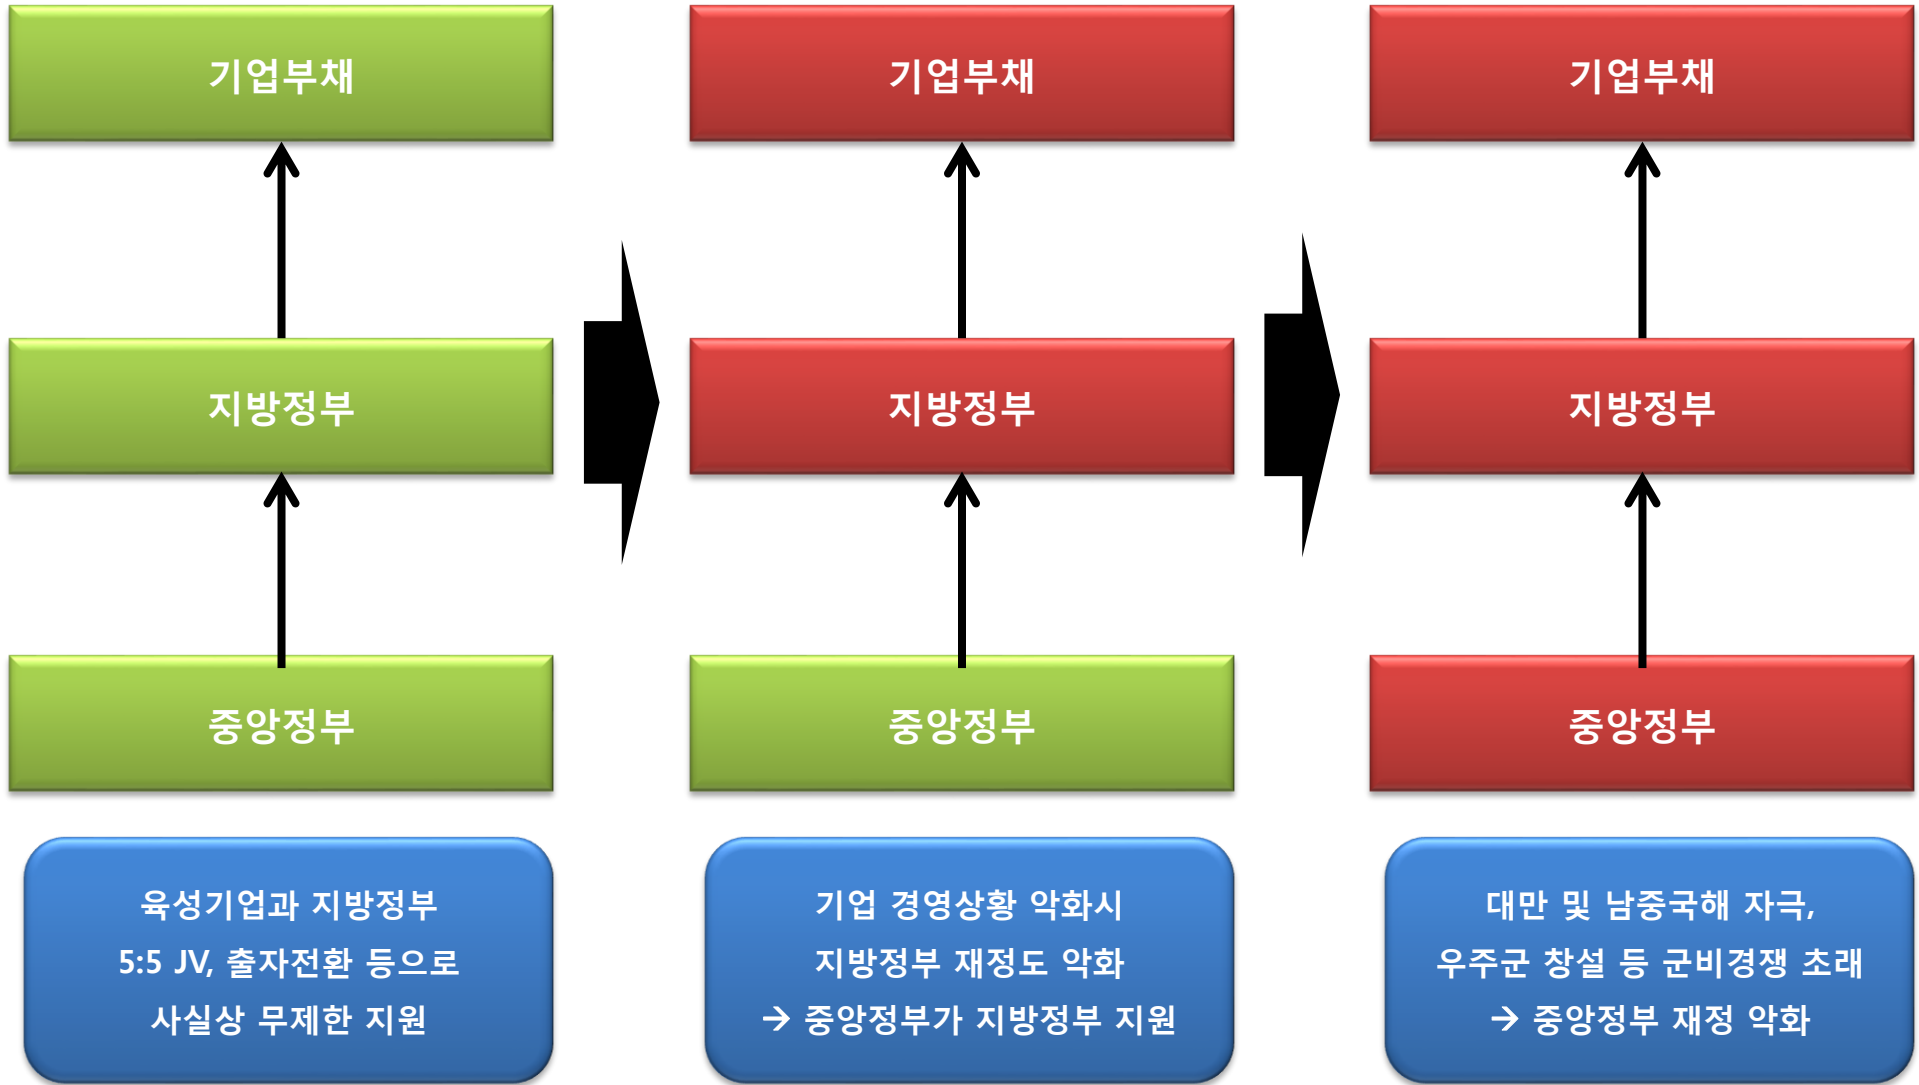 기업부채
지방정부
중앙정부
육성기업과 지방정부
5:5 JV, 출자전환 등으로
사실상 무제한 지원
기업부채
지방정부
중앙정부
기업 경영상황 악화시
지방정부 재정도 악화
→ 중앙정부가 지방정부 지원
기업부채
지방정부
중앙정부
대만 및 남중국해 자극,
우주군 창설 등 군비경쟁 초래
→ 중앙정부 재정 악화